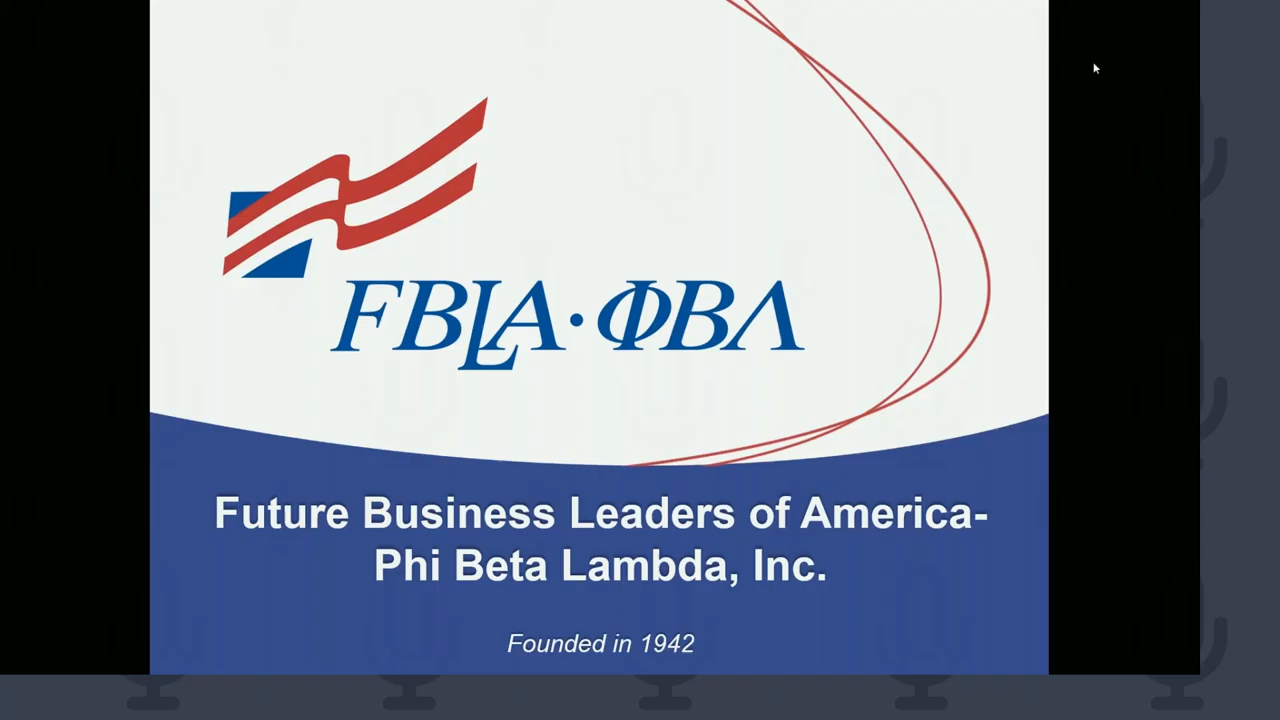 FBLA·ΦΒΛ
Future Business Leaders of America-
Phi Beta Lambda, Inc.
Founded in 1942